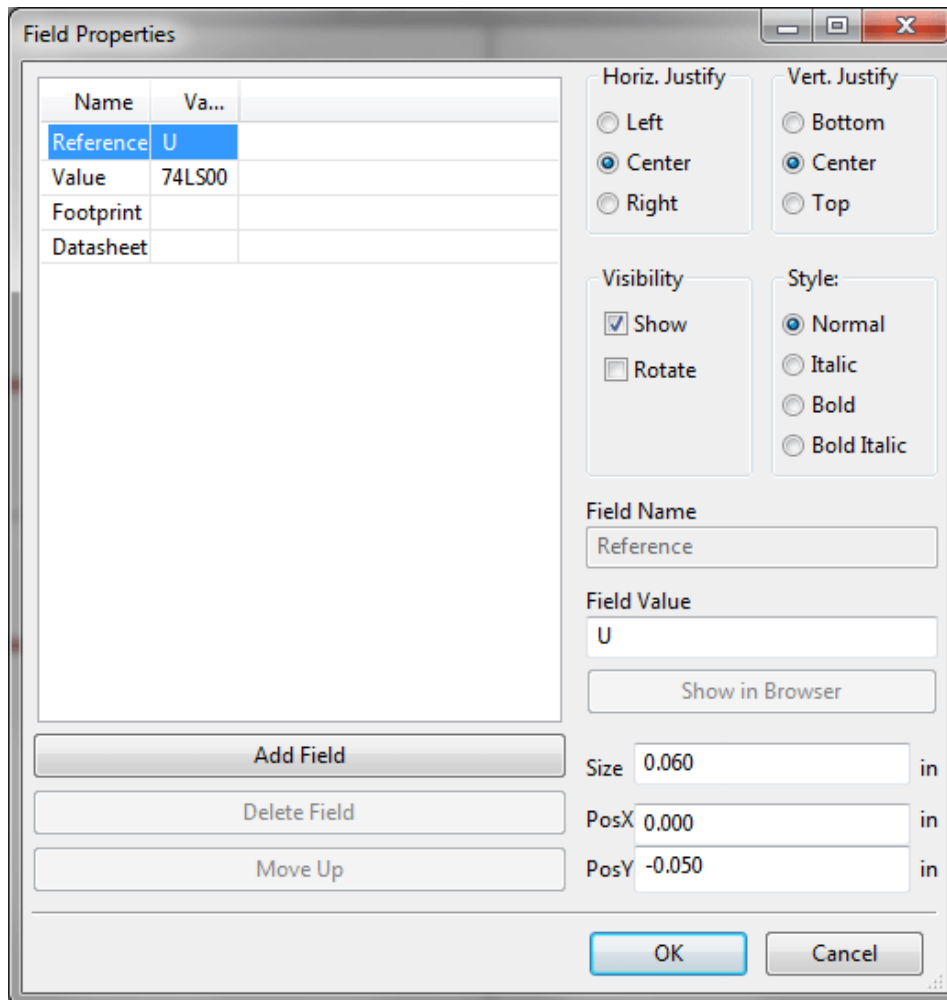 Field Properties
Name Va...
Reference U
Value 74LS00
Footprint
Datasheet
Horiz. Justify
Left
Center
Right
Vert. Justify
Bottom
Center
Top
Visibility
Show
Rotate
Style:
Normal
Italic
Bold
Bold Italic
Field Name
Reference
Field Value
U
Show in Browser
Add Field
Delete Field
Move Up
Size 0.060 in
PosX 0.000 in
PosY -0.050 in
OK Cancel